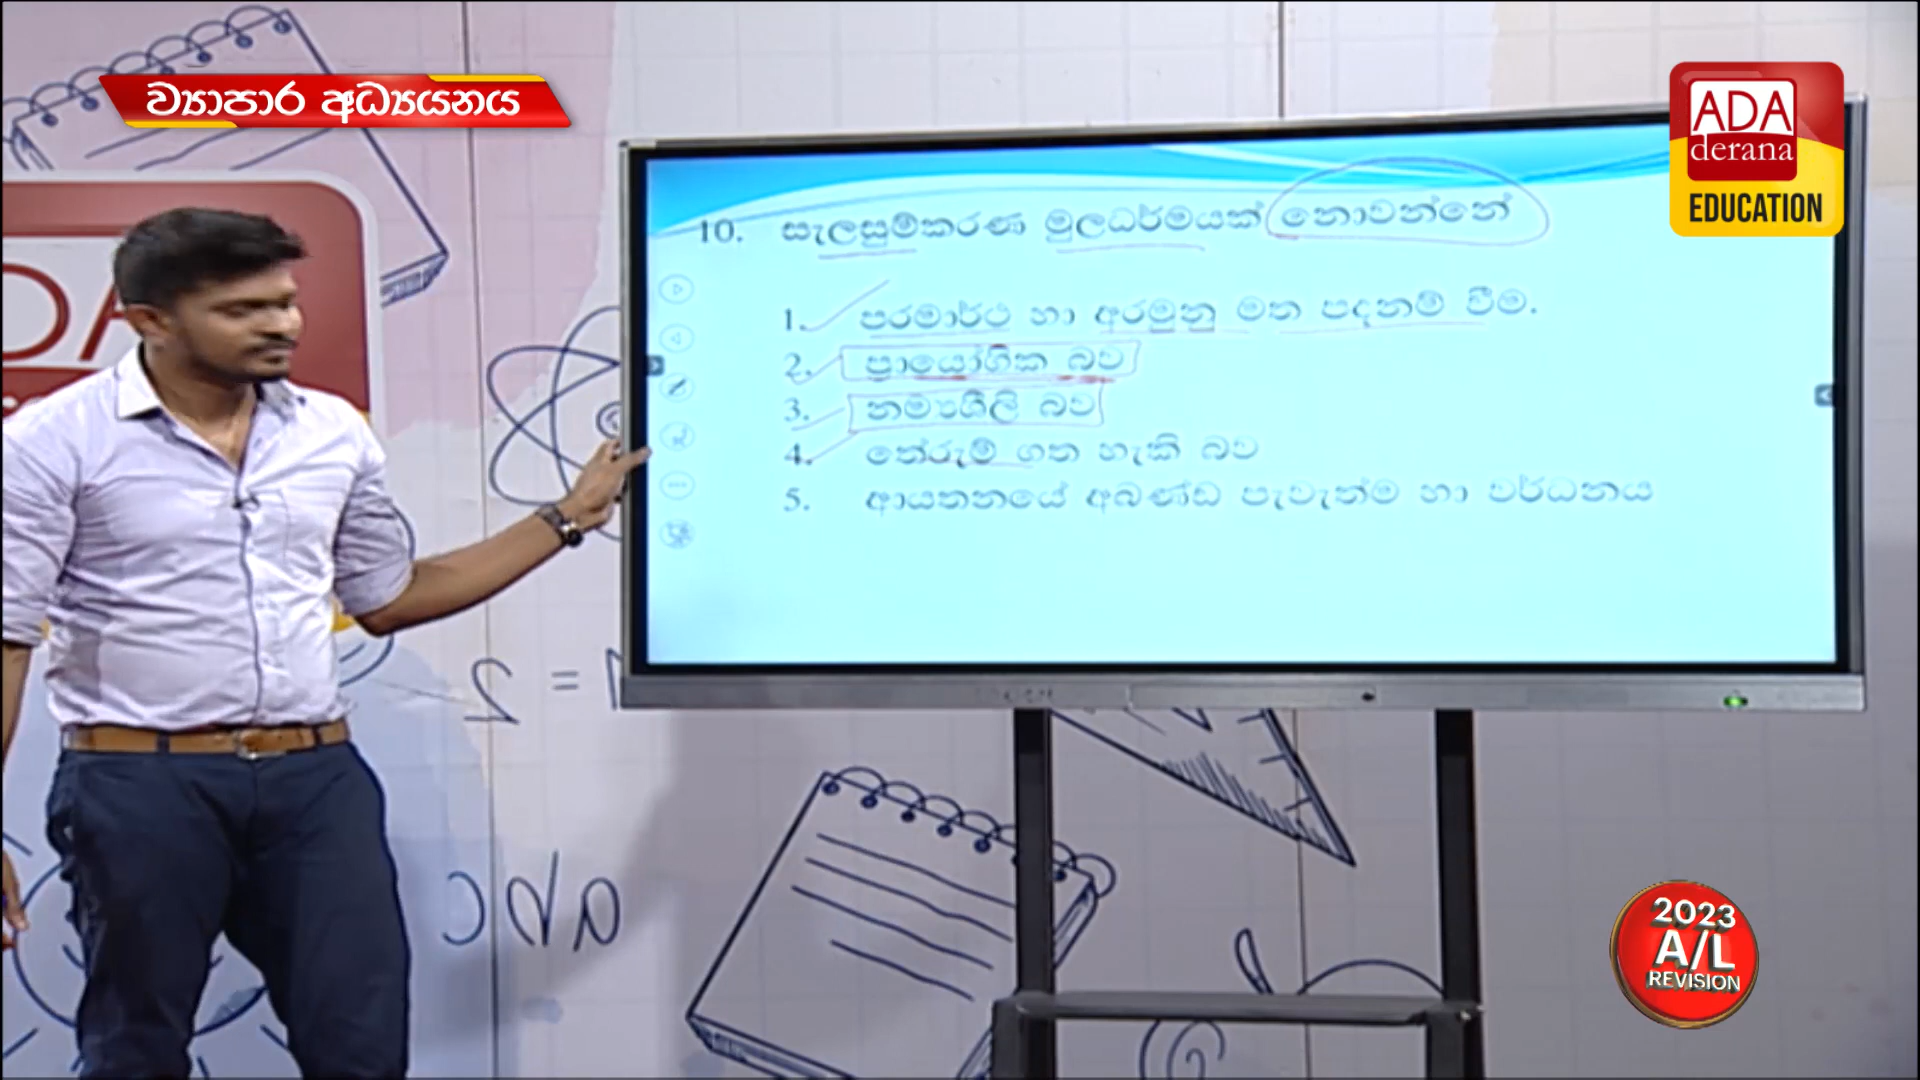 ව්‍යාපාර අධ්‍යයනය
ADA
derana
EDUCATION
10. සැලසුම්කරණ මුලධර්මයක් නොවන්නේ
1. පරමාර්ථ හා අරමුනු මත පදනම් වීම.
2. ප්‍රායෝගික බව
3. නම්‍යශීලි බව
4. තේරුම් ගත හැකි බව
5. ආයතනයේ අඛණ්ඩ පැවැත්ම හා වර්ධනය
= 2
2023
A/L
REVISION